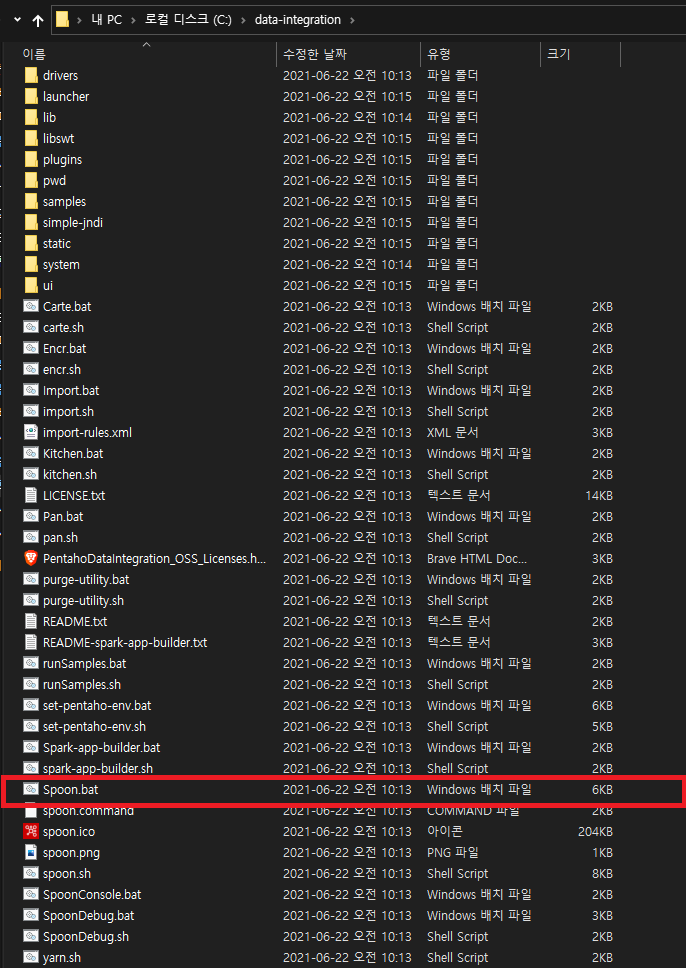 내 PC > 로컬 디스크 (C:) > data-integration >
이름 수정한 날짜 유형 크기
drivers 2021-06-22 오전 10:13 파일 폴더
launcher 2021-06-22 오전 10:15 파일 폴더
lib 2021-06-22 오전 10:14 파일 폴더
libswt 2021-06-22 오전 10:15 파일 폴더
plugins 2021-06-22 오전 10:15 파일 폴더
pwd 2021-06-22 오전 10:15 파일 폴더
samples 2021-06-22 오전 10:15 파일 폴더
simple-jndi 2021-06-22 오전 10:15 파일 폴더
static 2021-06-22 오전 10:15 파일 폴더
system 2021-06-22 오전 10:14 파일 폴더
ui 2021-06-22 오전 10:15 파일 폴더
Carte.bat 2021-06-22 오전 10:13 Windows 배치 파일 2KB
carte.sh 2021-06-22 오전 10:13 Shell Script 2KB
Encr.bat 2021-06-22 오전 10:13 Windows 배치 파일 2KB
encr.sh 2021-06-22 오전 10:13 Shell Script 2KB
Import.bat 2021-06-22 오전 10:13 Windows 배치 파일 2KB
import.sh 2021-06-22 오전 10:13 Shell Script 2KB
import-rules.xml 2021-06-22 오전 10:13 XML 문서 3KB
Kitchen.bat 2021-06-22 오전 10:13 Windows 배치 파일 2KB
kitchen.sh 2021-06-22 오전 10:13 Shell Script 2KB
LICENSE.txt 2021-06-22 오전 10:13 텍스트 문서 14KB
Pan.bat 2021-06-22 오전 10:13 Windows 배치 파일 2KB
pan.sh 2021-06-22 오전 10:13 Shell Script 2KB
PentahoDataIntegration_OSS_Licenses.h... 2021-06-22 오전 10:13 Brave HTML Doc... 3KB
purge-utility.bat 2021-06-22 오전 10:13 Windows 배치 파일 2KB
purge-utility.sh 2021-06-22 오전 10:13 Shell Script 2KB
README.txt 2021-06-22 오전 10:13 텍스트 문서 2KB
README-spark-app-builder.txt 2021-06-22 오전 10:13 텍스트 문서 3KB
runSamples.bat 2021-06-22 오전 10:13 Windows 배치 파일 2KB
runSamples.sh 2021-06-22 오전 10:13 Shell Script 2KB
set-pentaho-env.bat 2021-06-22 오전 10:13 Windows 배치 파일 6KB
set-pentaho-env.sh 2021-06-22 오전 10:13 Shell Script 5KB
Spark-app-builder.bat 2021-06-22 오전 10:13 Windows 배치 파일 2KB
spark-app-builder.sh 2021-06-22 오전 10:13 Shell Script 2KB
Spoon.bat 2021-06-22 오전 10:13 Windows 배치 파일 6KB
spoon.command 2021-06-22 오전 10:13 COMMAND 파일 2KB
spoon.ico 2021-06-22 오전 10:13 아이콘 204KB
spoon.png 2021-06-22 오전 10:13 PNG 파일 1KB
spoon.sh 2021-06-22 오전 10:13 Shell Script 8KB
SpoonConsole.bat 2021-06-22 오전 10:13 Windows 배치 파일 2KB
SpoonDebug.bat 2021-06-22 오전 10:13 Windows 배치 파일 3KB
SpoonDebug.sh 2021-06-22 오전 10:13 Shell Script 2KB
yarn.sh 2021-06-22 오전 10:13 Shell Script 2KB